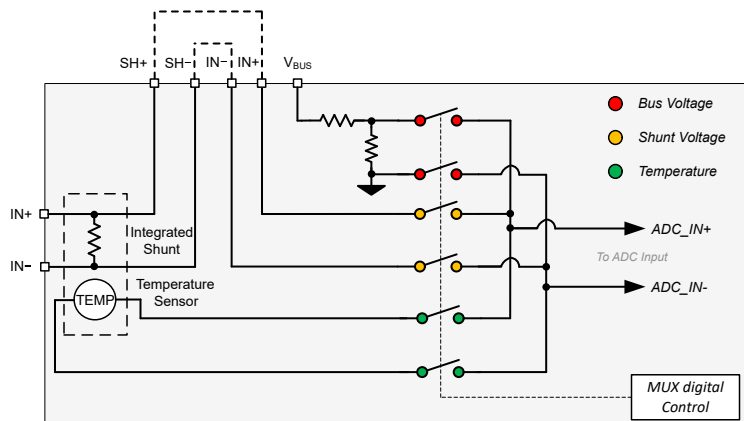 SH+
SH−
IN−
IN+
VBUS
Bus Voltage
Shunt Voltage
Temperature
IN+
Integrated
Shunt
IN−
ADC_IN+
To ADC Input
ADC_IN-
Temperature
Sensor
TEMP
MUX digital
Control